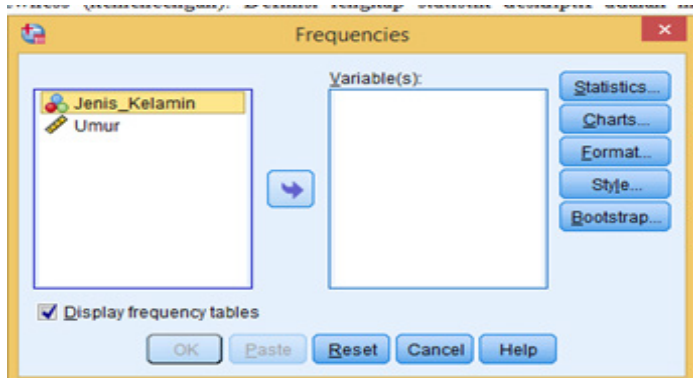 Frequencies
Variable(s):
Jenis_Kelamin
Umur
Statistics...
Charts...
Format...
Style...
Bootstrap...
Display frequency tables
OK Paste Reset Cancel Help